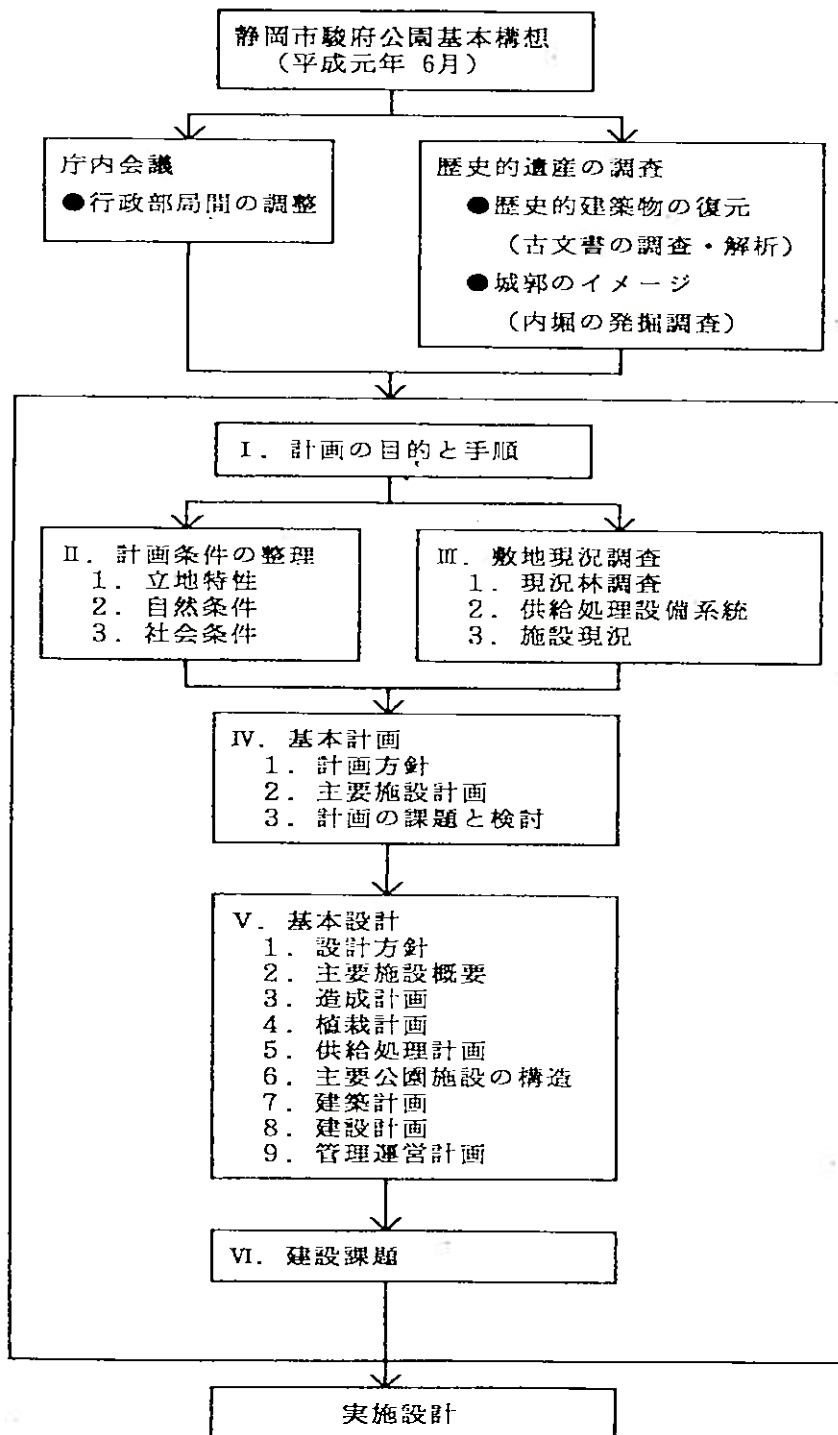 静岡市駿府公園基本構想
（平成元年 6月）
庁内会議
●行政部局間の調整
歴史的遺産の調査
●歴史的建築物の復元
（古文書の調査・解析）
●城郭のイメージ
（内堀の発掘調査）
Ⅰ．計画の目的と手順
Ⅱ．計画条件の整理
1．立地特性
2．自然条件
3．社会条件
Ⅲ．敷地現況調査
1．現況林調査
2．供給処理設備系統
3．施設現況
Ⅳ．基本計画
1．計画方針
2．主要施設計画
3．計画の課題と検討
Ⅴ．基本設計
1．設計方針
2．主要施設概要
3．造成計画
4．植栽計画
5．供給処理計画
6．主要公園施設の構造
7．建築計画
8．建設計画
9．管理運営計画
Ⅵ．建設課題
実施設計